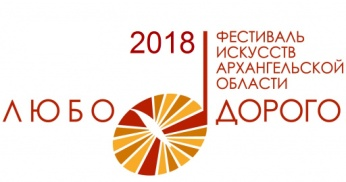 2018
ФЕСТИВАЛЬ
ИСКУССТВ
АРХАНГЕЛЬСКОЙ
ОБЛАСТИ
ЛЮБО ДОРОГО